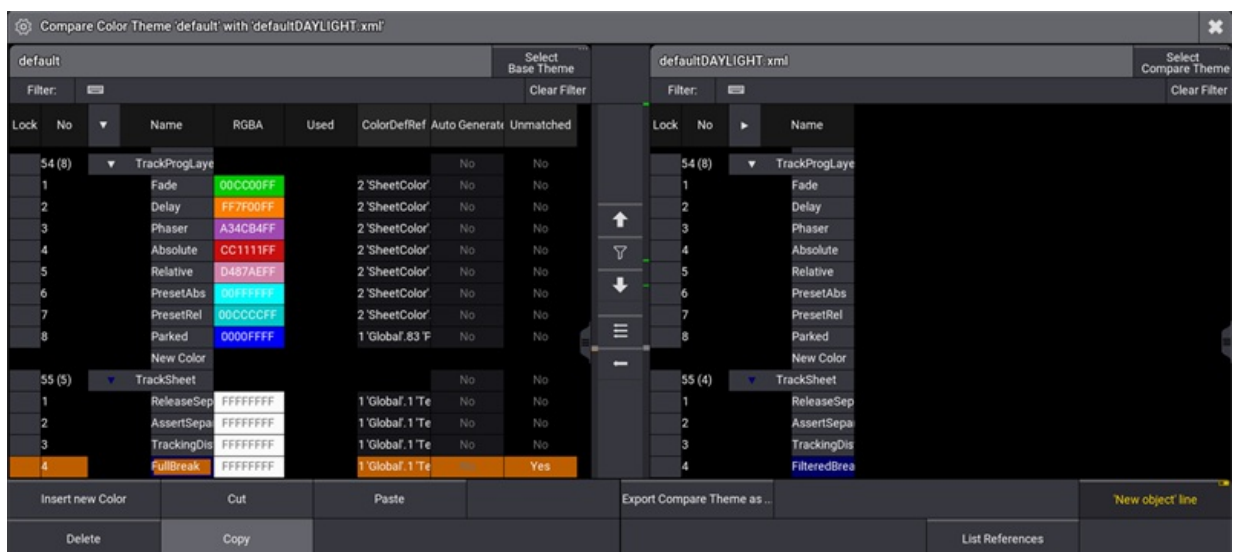 Compare Color Theme 'default' with 'defaultDAYLIGHT.xml'
default Select Base Theme defaultDAYLIGHT.xml Select Compare Theme
Filter: Clear Filter Filter: Clear Filter
Lock No Name RGBA Used ColorDefRef Auto Generate Unmatched Lock No Name
54 (8) TrackProgLaye No No 54 (8) TrackProgLaye
1 Fade 00CC00FF 2 'SheetColor'. No No 1 Fade
2 Delay FF7F00FF 2 'SheetColor'. No No 2 Delay
3 Phaser A34CB4FF 2 'SheetColor'. No No 3 Phaser
4 Absolute CC1111FF 2 'SheetColor'. No No 4 Absolute
5 Relative D487AEFF 2 'SheetColor'. No No 5 Relative
6 PresetAbs 00FFFFFF 2 'SheetColor'. No No 6 PresetAbs
7 PresetRel 00CCCCFF 2 'SheetColor'. No No 7 PresetRel
8 Parked 0000FFFF 1 'Global'.83 'P No No 8 Parked
New Color New Color
55 (5) TrackSheet No No 55 (4) TrackSheet
1 ReleaseSep FFFFFFFF 1 'Global'.1 'Te No No 1 ReleaseSep
2 AssertSepa FFFFFFFF 1 'Global'.1 'Te No No 2 AssertSepa
3 TrackingDis FFFFFFFF 1 'Global'.1 'Te No No 3 TrackingDis
4 FullBreak FFFFFFFF 1 'Global'.1 'Te Yes 4 FilteredBrea
Insert new Color Cut Paste Export Compare Theme as .. 'New object' line
Delete Copy List References